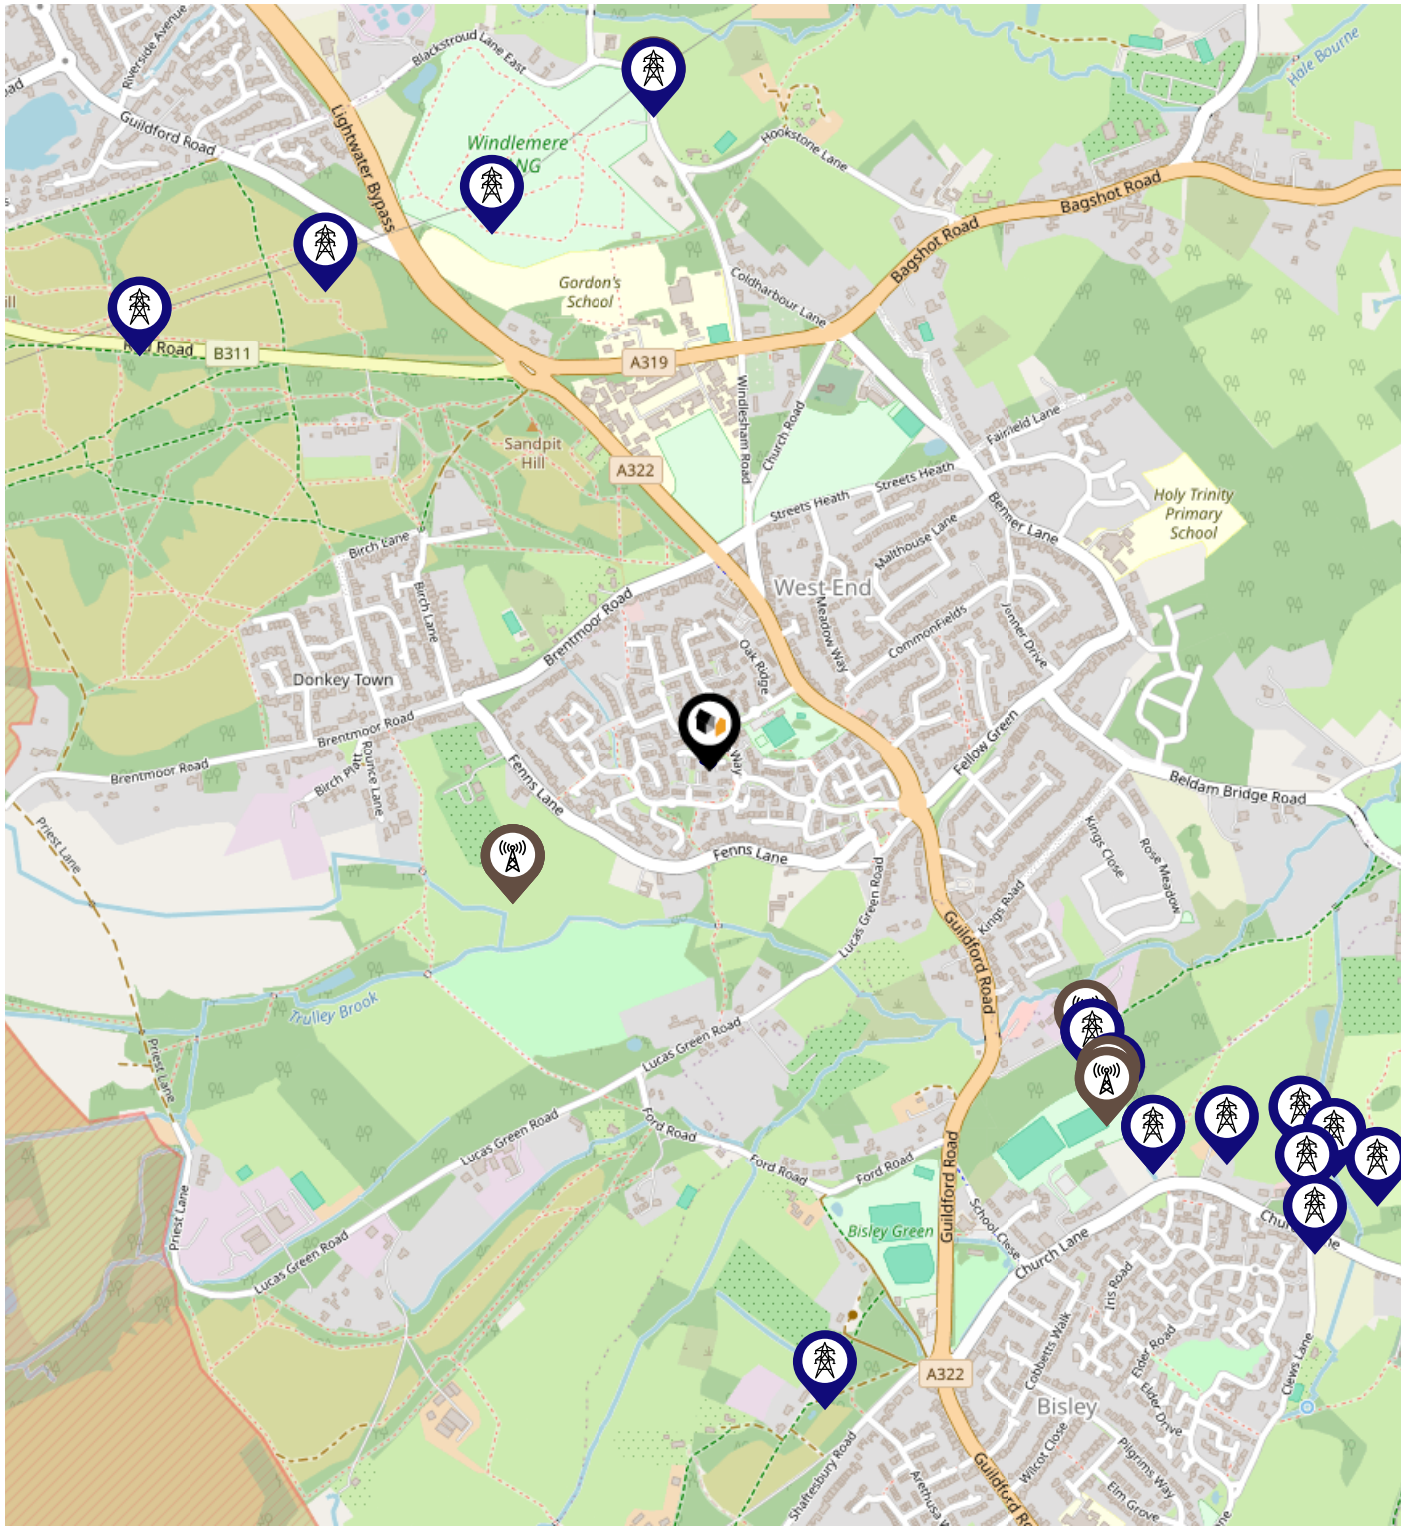 Riverside Avenue
Blackstroud Lane East
Hale Bourne
Guildford Road
Lightwater Bypass
Windlemere
Hookstone Lane
Bagshot Road
Bagshot Road
Gordon's
School
Coldharbour Lane
Road
B311
A319
Windlesham Road
Church Road
Fairfield Lane
Sandpit
Hill
A322
Streets Heath
Streets Heath
Holy Trinity
Primary
School
Benner Lane
Malthouse Lane
Birch Lane
Birch Lane
West End
Meadow Way
Commonfields
Jenner Drive
Brentmoor Road
Oak Ridge
Donkey Town
Brentmoor Road
Brentmoor Road
Birch Platt
Rounce Lane
Fenns Lane
Way
Fellow Green
Beldam Bridge Road
Priest Lane
Fenns Lane
Kings Close
Rose Meadow
Lucas Green Road
Kings Road
Guildford Road
Trulley Brook
Priest Lane
Lucas Green Road
Lucas Green Road
Ford Road
Ford Road
Ford Road
Guildford Road
Priest Lane
Lucas Green Road
Bisley Green
School Close
Church Lane
Iris Road
Cobbetts Walk
Elder Road
Elder Drive
Clews Lane
A322
Bisley
Shaftesbury Road
Wilcot Close
Pilgrims Way
Elm Grove
Guildford